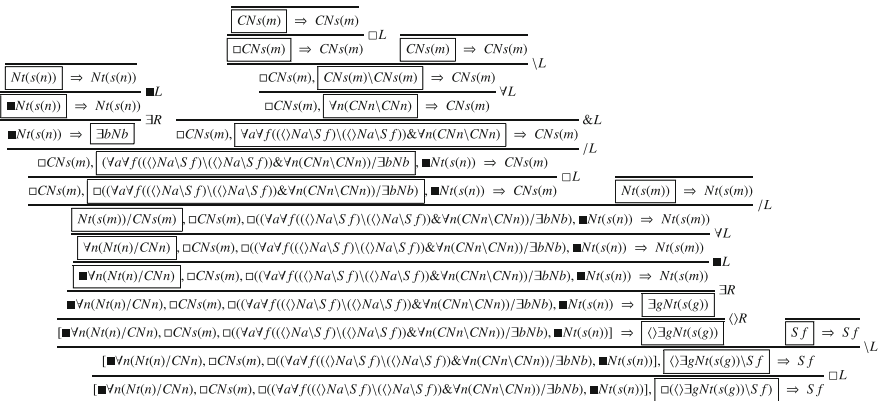 CNs(m) ⇒ CNs(m)
□CNs(m) ⇒ CNs(m) □L CNs(m) ⇒ CNs(m)
\L
Nt(s(n)) ⇒ Nt(s(n)) □CNs(m), CNs(m)\CNs(m) ⇒ CNs(m)
■L ∀L
■Nt(s(n)) ⇒ Nt(s(n)) □CNs(m), ∀n(CNn\CNn) ⇒ CNs(m)
∃R &L
■Nt(s(n)) ⇒ ∃bNb □CNs(m), ∀a∀f((⟨⟩Na\Sf)\(⟨⟩Na\Sf))&∀n(CNn\CNn) ⇒ CNs(m)
/L
□CNs(m), (∀a∀f((⟨⟩Na\Sf)\(⟨⟩Na\Sf))&∀n(CNn\CNn))/∃bNb, ■Nt(s(n)) ⇒ CNs(m)
□L
□CNs(m), □((∀a∀f((⟨⟩Na\Sf)\(⟨⟩Na\Sf))&∀n(CNn\CNn))/∃bNb), ■Nt(s(n)) ⇒ CNs(m) Nt(s(m)) ⇒ Nt(s(m))
/L
Nt(s(m))/CNs(m), □CNs(m), □((∀a∀f((⟨⟩Na\Sf)\(⟨⟩Na\Sf))&∀n(CNn\CNn))/∃bNb), ■Nt(s(n)) ⇒ Nt(s(m))
∀L
∀n(Nt(n)/CNn), □CNs(m), □((∀a∀f((⟨⟩Na\Sf)\(⟨⟩Na\Sf))&∀n(CNn\CNn))/∃bNb), ■Nt(s(n)) ⇒ Nt(s(m))
■L
■∀n(Nt(n)/CNn), □CNs(m), □((∀a∀f((⟨⟩Na\Sf)\(⟨⟩Na\Sf))&∀n(CNn\CNn))/∃bNb), ■Nt(s(n)) ⇒ Nt(s(m))
∃R
■∀n(Nt(n)/CNn), □CNs(m), □((∀a∀f((⟨⟩Na\Sf)\(⟨⟩Na\Sf))&∀n(CNn\CNn))/∃bNb), ■Nt(s(n)) ⇒ ∃gNt(s(g))
⟨⟩R
[■∀n(Nt(n)/CNn), □CNs(m), □((∀a∀f((⟨⟩Na\Sf)\(⟨⟩Na\Sf))&∀n(CNn\CNn))/∃bNb), ■Nt(s(n))] ⇒ ⟨⟩∃gNt(s(g)) Sf ⇒ Sf
\L
[■∀n(Nt(n)/CNn), □CNs(m), □((∀a∀f((⟨⟩Na\Sf)\(⟨⟩Na\Sf))&∀n(CNn\CNn))/∃bNb), ■Nt(s(n))], ⟨⟩∃gNt(s(g))\Sf ⇒ Sf
□L
[■∀n(Nt(n)/CNn), □CNs(m), □((∀a∀f((⟨⟩Na\Sf)\(⟨⟩Na\Sf))&∀n(CNn\CNn))/∃bNb), ■Nt(s(n))], □(⟨⟩∃gNt(s(g))\Sf) ⇒ Sf